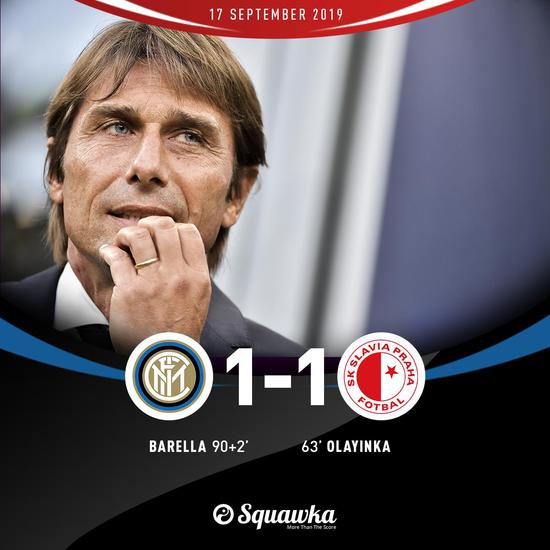 17 SEPTEMBER 2019
1-1
SK SLAVIA PRAHA
FOTBAL
BARELLA 90+2'
63' OLAYINKA
Squawka
More Than The Score